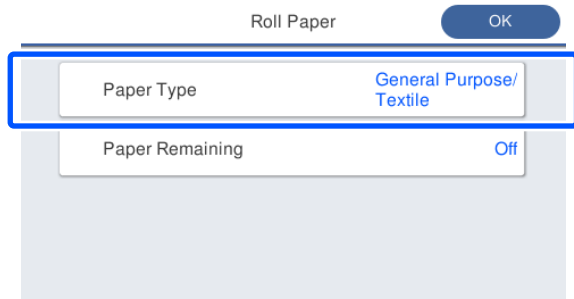 Roll Paper
OK
Paper Type
General Purpose/
Textile
Paper Remaining
Off